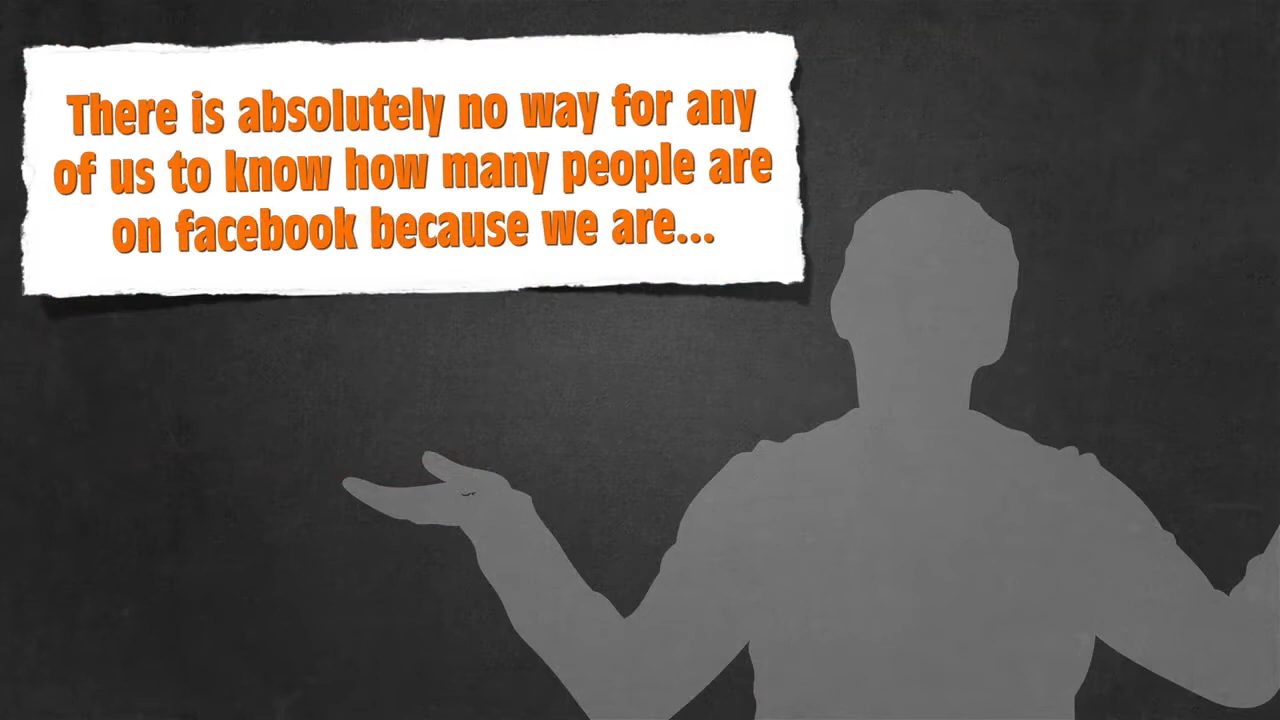 There is absolutely no way for any
of us to know how many people are
on facebook because we are...